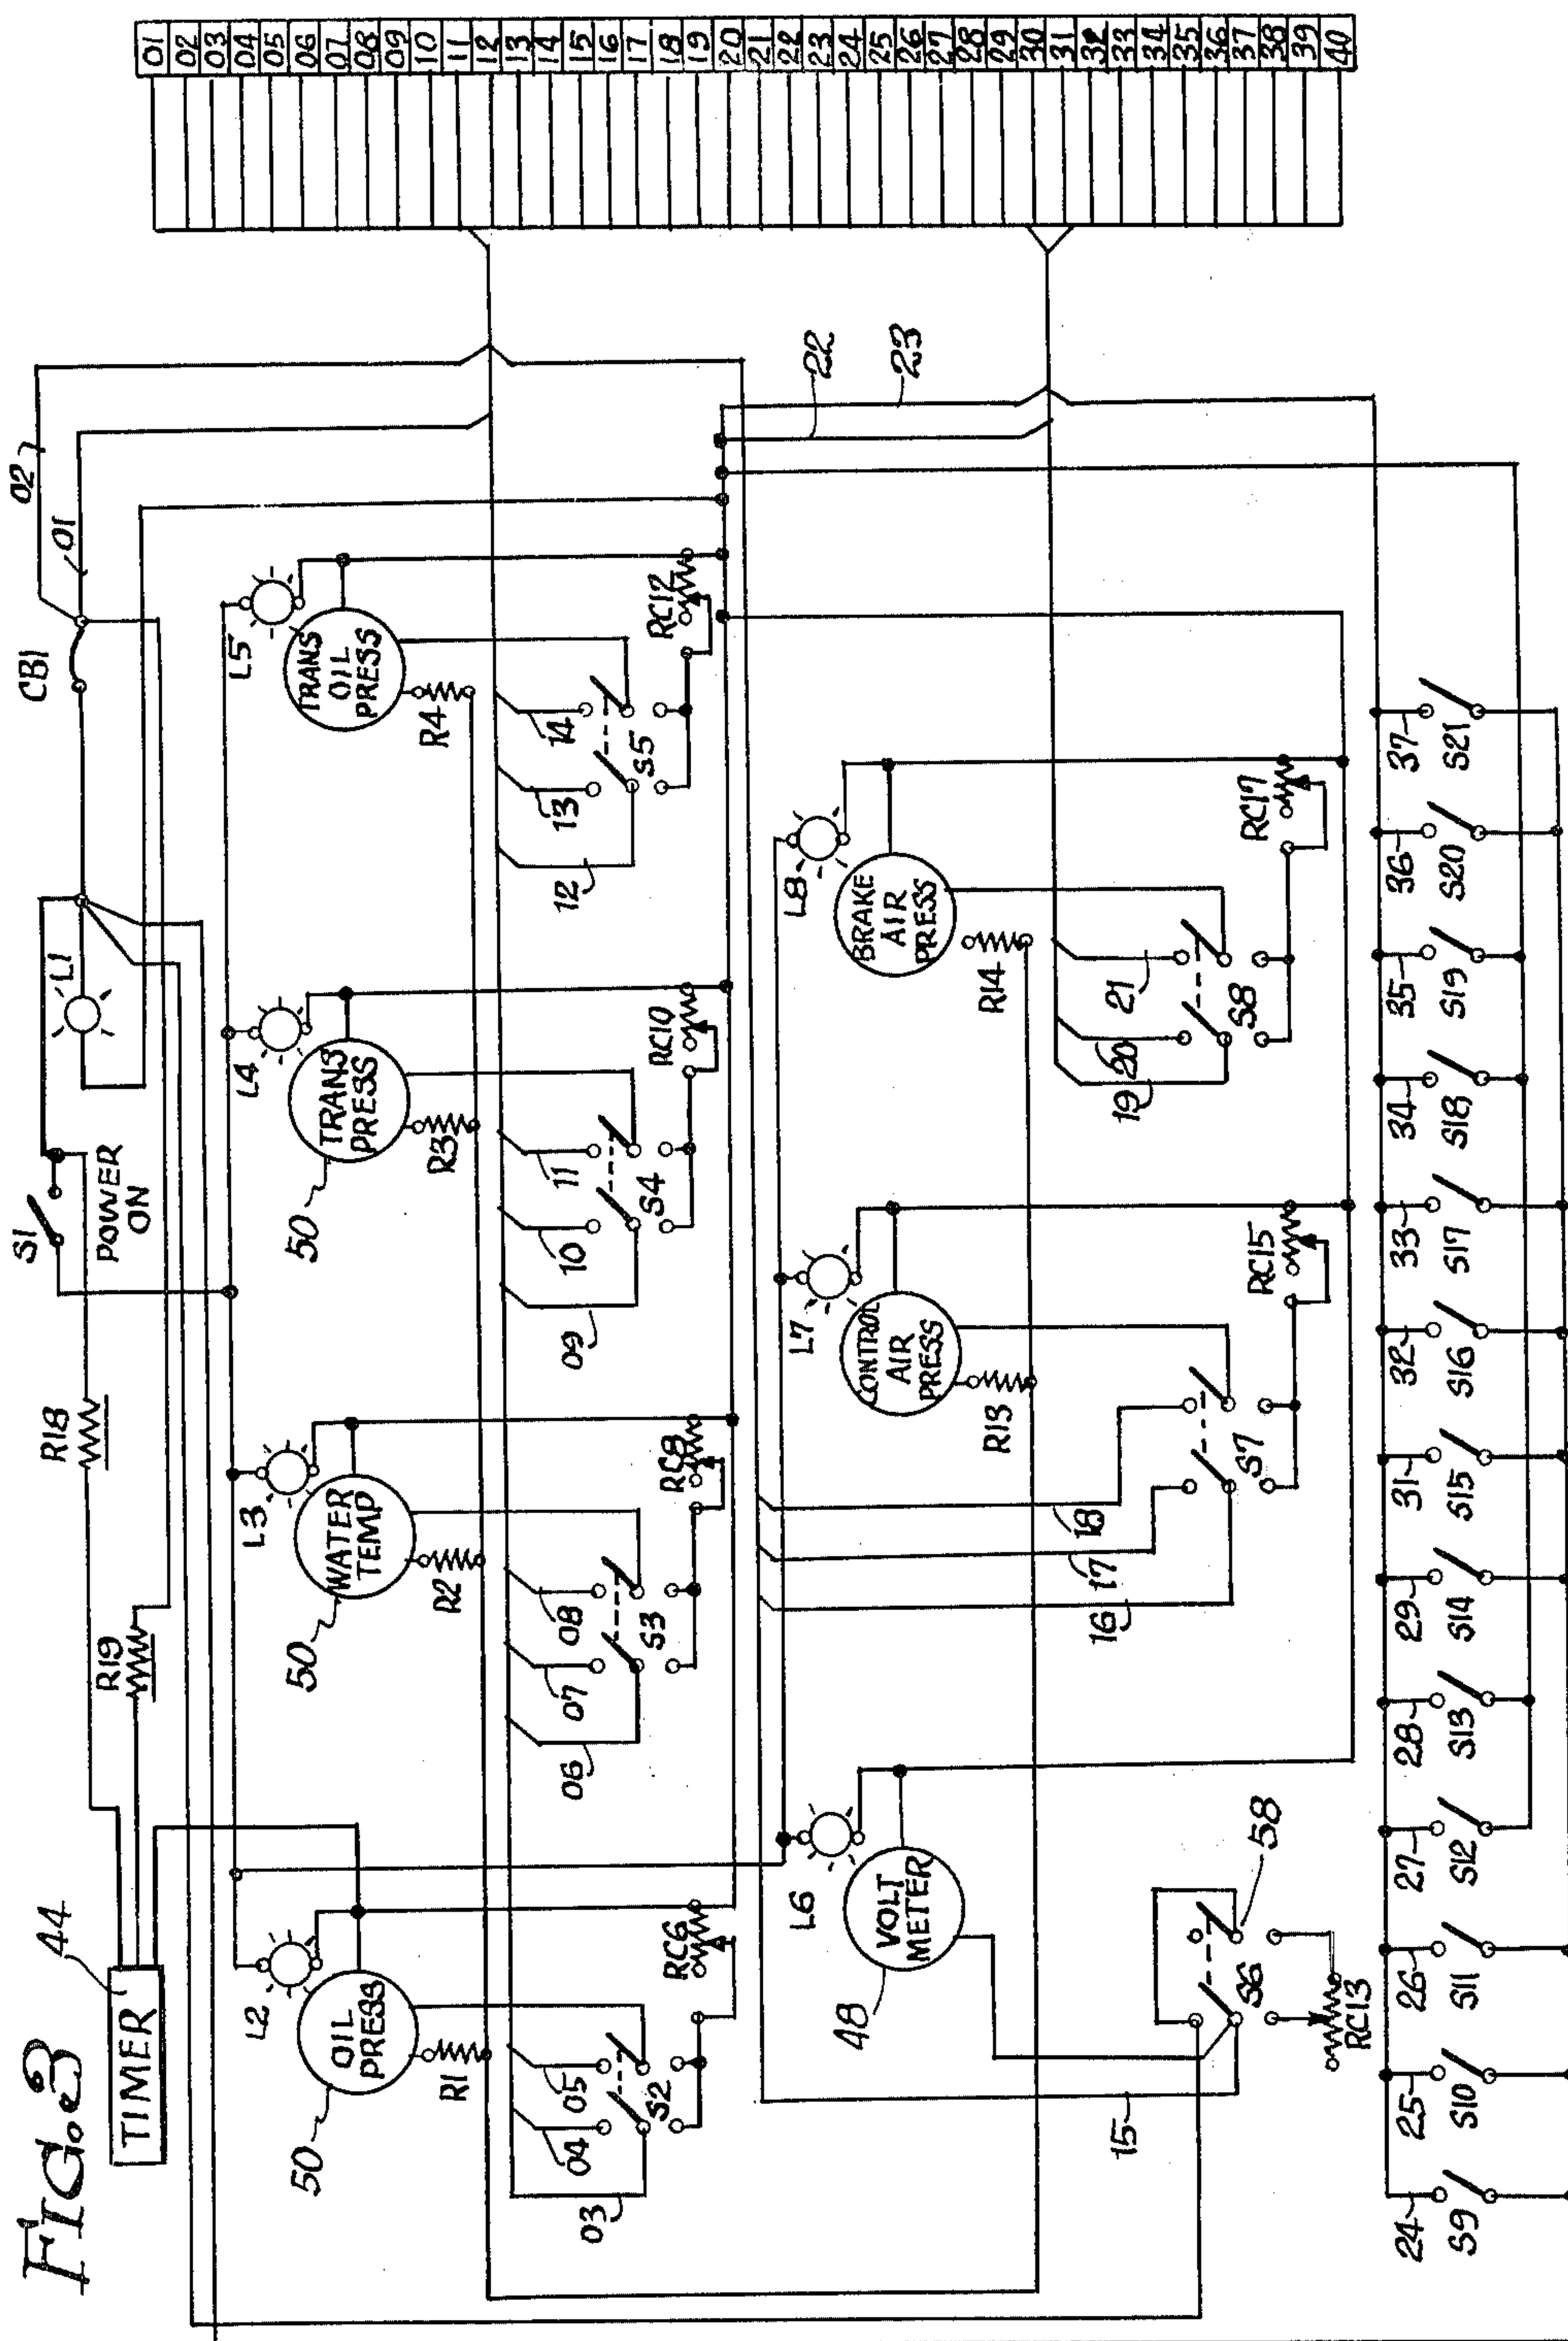 FIG. 3
TIMER
44
R19
R18
S1
POWER
ON
L1
CB1
02
01
L2
OIL
PRESS
50
R1
L3
WATER
TEMP
50
R2
L4
TRANS
PRESS
50
R3
L5
TRANS
OIL
PRESS
R4
03
04
05
S2
RC6
06
07
08
S3
RC8
09
10
11
S4
RC10
12
13
14
S5
RC12
22
23
L6
VOLT
METER
48
L7
CONTROL
AIR
PRESS
R13
L8
BRAKE
AIR
PRESS
R14
15
S6
58
RC13
16
17
18
S7
RC15
19
20
21
S8
RC17
24
25
26
27
28
29
31
32
33
34
35
36
37
S9
S10
S11
S12
S13
S14
S15
S16
S17
S18
S19
S20
S21
01
02
03
04
05
06
07
08
09
10
11
12
13
14
15
16
17
18
19
20
21
22
23
24
25
26
27
28
29
30
31
32
33
34
35
36
37
38
39
40